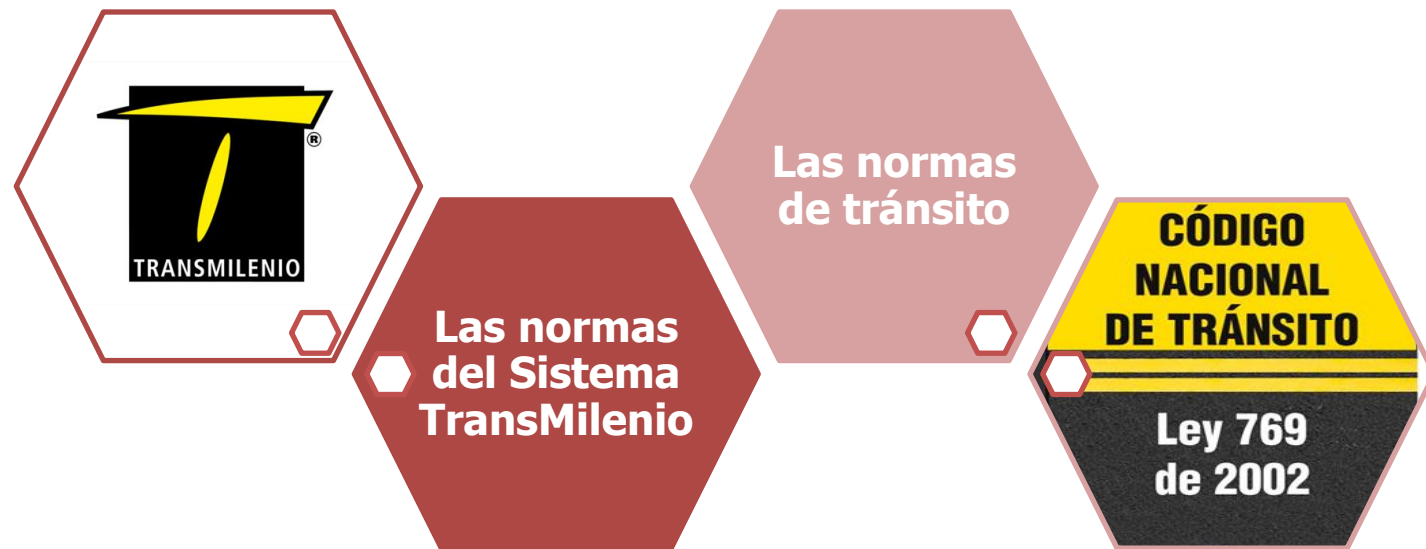 ®
TRANSMILENIO
Las normas
del Sistema
TransMilenio
Las normas
de tránsito
CÓDIGO
NACIONAL
DE TRÁNSITO
Ley 769
de 2002